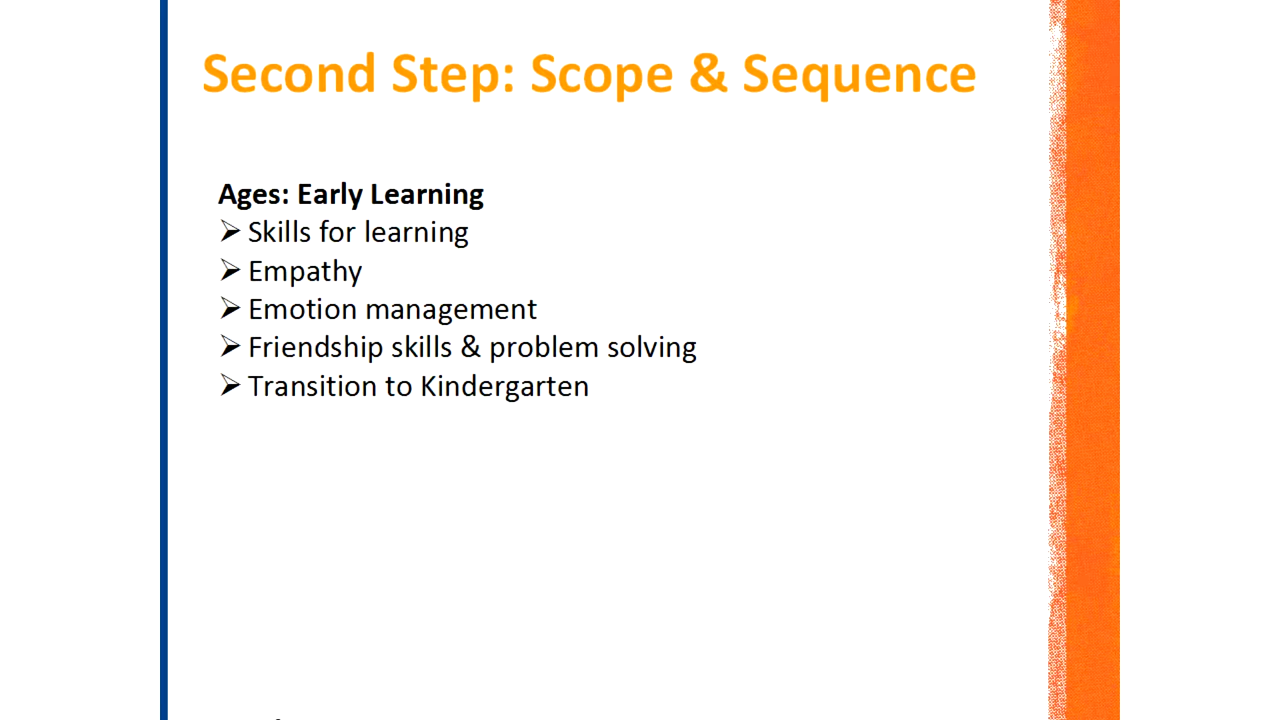 Second Step: Scope & Sequence
Ages: Early Learning
➢ Skills for learning
➢ Empathy
➢ Emotion management
➢ Friendship skills & problem solving
➢ Transition to Kindergarten